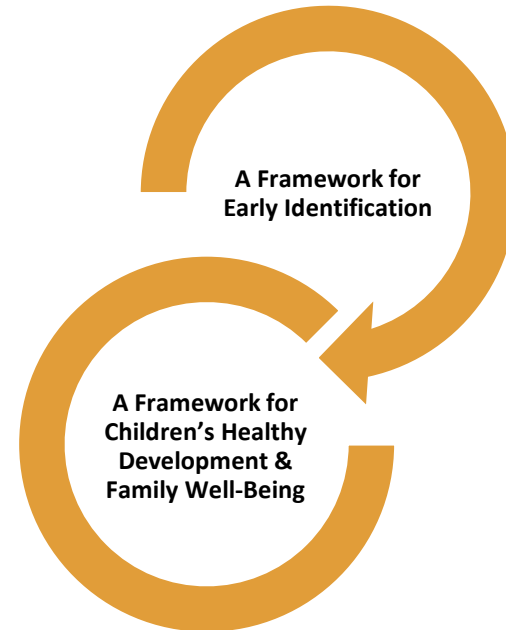 A Framework for
Early Identification
A Framework for
Children’s Healthy
Development &
Family Well-Being